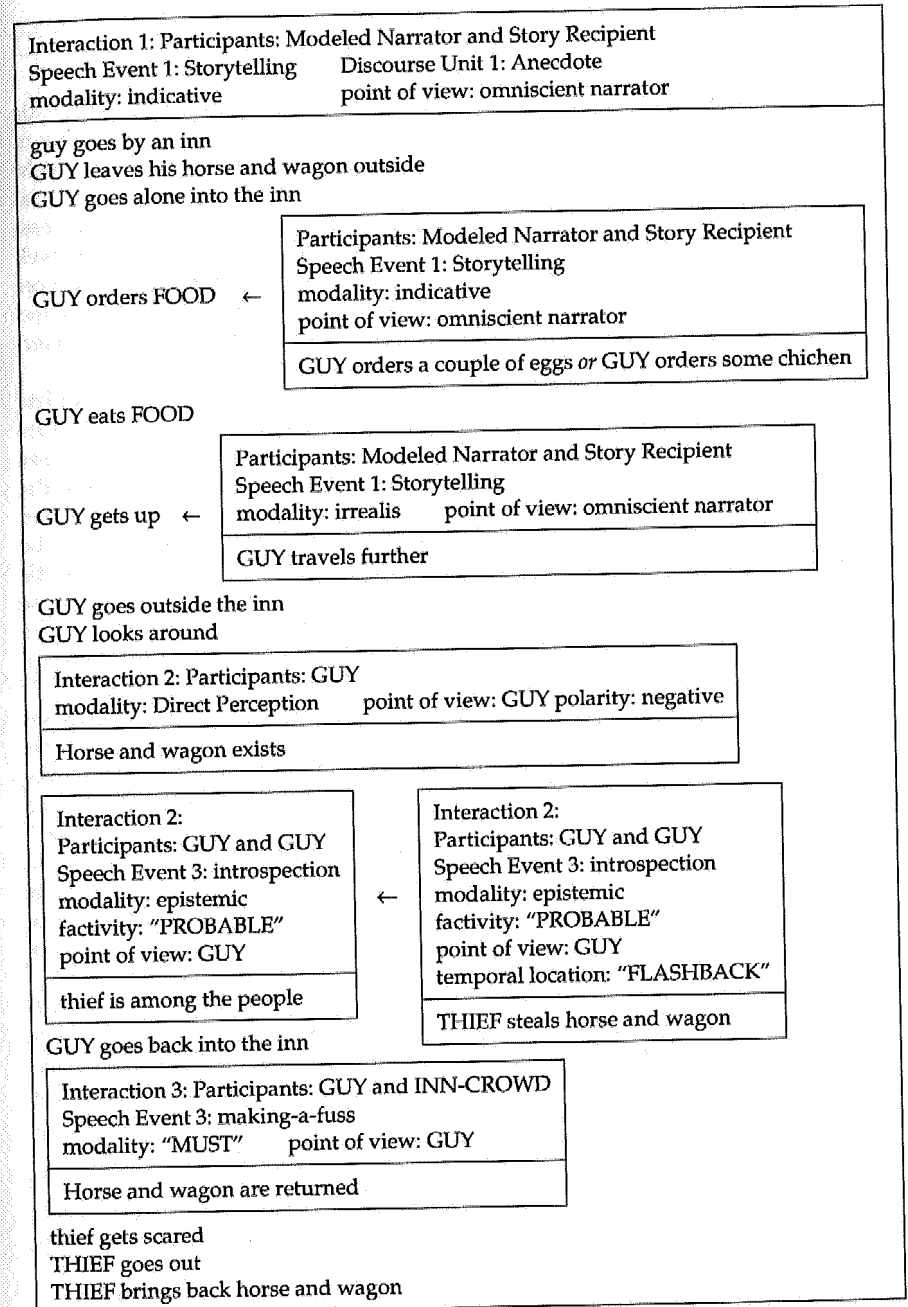 Interaction 1: Participants: Modeled Narrator and Story Recipient
Speech Event 1: Storytelling Discourse Unit 1: Anecdote
modality: indicative point of view: omniscient narrator
guy goes by an inn
GUY leaves his horse and wagon outside
GUY goes alone into the inn
Participants: Modeled Narrator and Story Recipient
Speech Event 1: Storytelling
GUY orders FOOD ← modality: indicative
point of view: omniscient narrator
GUY orders a couple of eggs or GUY orders some chichen
GUY eats FOOD
Participants: Modeled Narrator and Story Recipient
Speech Event 1: Storytelling
GUY gets up ← modality: irrealis point of view: omniscient narrator
GUY travels further
GUY goes outside the inn
GUY looks around
Interaction 2: Participants: GUY
modality: Direct Perception point of view: GUY polarity: negative
Horse and wagon exists
Interaction 2:
Participants: GUY and GUY
Speech Event 3: introspection
modality: epistemic
factivity: "PROBABLE"
point of view: GUY
thief is among the people
←
Interaction 2:
Participants: GUY and GUY
Speech Event 3: introspection
modality: epistemic
factivity: "PROBABLE"
point of view: GUY
temporal location: "FLASHBACK"
THIEF steals horse and wagon
GUY goes back into the inn
Interaction 3: Participants: GUY and INN-CROWD
Speech Event 3: making-a-fuss
modality: "MUST" point of view: GUY
Horse and wagon are returned
thief gets scared
THIEF goes out
THIEF brings back horse and wagon